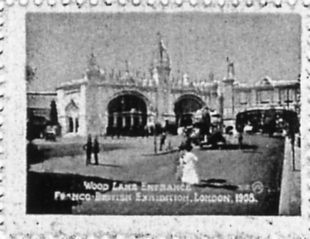 WOOD LANE ENTRANCE
FRANCO-BRITISH EXHIBITION, LONDON, 1908.